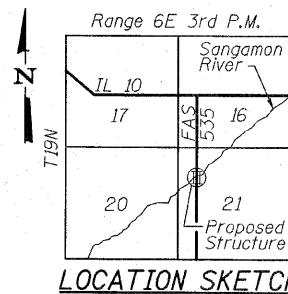 Range 6E 3rd P.M.
N
Sangamon
River
IL 10
17
16
FAS
535
T19N
20
21
Proposed
Structure
LOCATION SKETCH